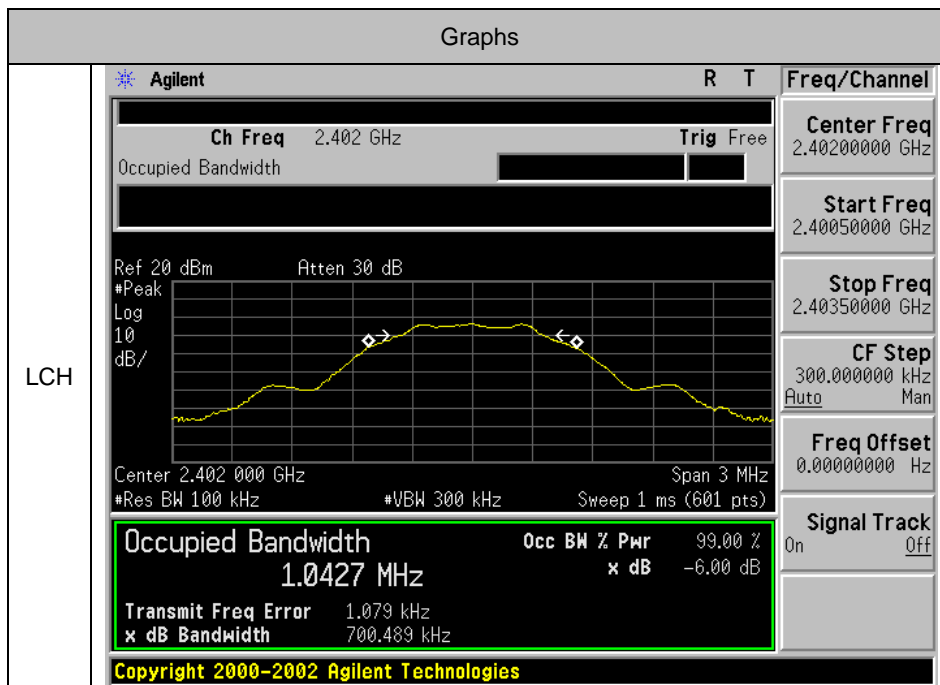 Graphs
LCH
Agilent
R T
Freq/Channel
Ch Freq 2.402 GHz Trig Free
Occupied Bandwidth
Center Freq
2.40200000 GHz
Start Freq
2.40050000 GHz
Stop Freq
2.40350000 GHz
CF Step
300.000000 kHz
Auto Man
Freq Offset
0.00000000 Hz
Signal Track
On Off
Ref 20 dBm Atten 30 dB
#Peak
Log
10
dB/
Center 2.402 000 GHz Span 3 MHz
#Res BW 100 kHz #VBW 300 kHz Sweep 1 ms (601 pts)
Occupied Bandwidth Occ BW % Pwr 99.00 %
1.0427 MHz x dB -6.00 dB
Transmit Freq Error 1.079 kHz
x dB Bandwidth 700.489 kHz
Copyright 2000-2002 Agilent Technologies